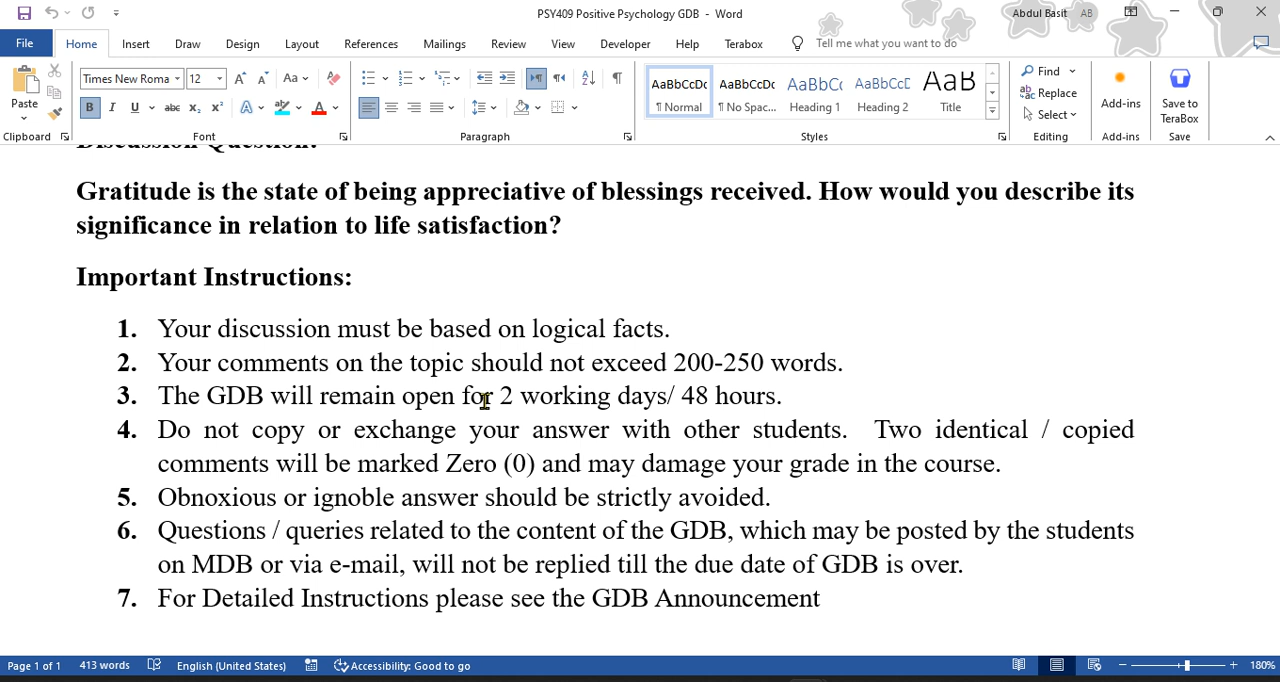 PSY409 Positive Psychology GDB - Word
Abdul Basit AB
File Home Insert Draw Design Layout References Mailings Review View Developer Help Terabox Tell me what you want to do
Times New Roma 12 Aa
AaBbCcDc AaBbCcDc AaBbCc AaBbCcD AaB
Find
Paste
B I U abc x₂ x² A A
¶ Normal ¶ No Spac... Heading 1 Heading 2 Title
Replace
Select
Add-ins
Save to
TeraBox
Clipboard Font Paragraph Styles Editing Add-ins Save
Discussion Question:
Gratitude is the state of being appreciative of blessings received. How would you describe its
significance in relation to life satisfaction?
Important Instructions:
1. Your discussion must be based on logical facts.
2. Your comments on the topic should not exceed 200-250 words.
3. The GDB will remain open for 2 working days/ 48 hours.
4. Do not copy or exchange your answer with other students. Two identical / copied
comments will be marked Zero (0) and may damage your grade in the course.
5. Obnoxious or ignoble answer should be strictly avoided.
6. Questions / queries related to the content of the GDB, which may be posted by the students
on MDB or via e-mail, will not be replied till the due date of GDB is over.
7. For Detailed Instructions please see the GDB Announcement
Page 1 of 1 413 words English (United States) Accessibility: Good to go 180%